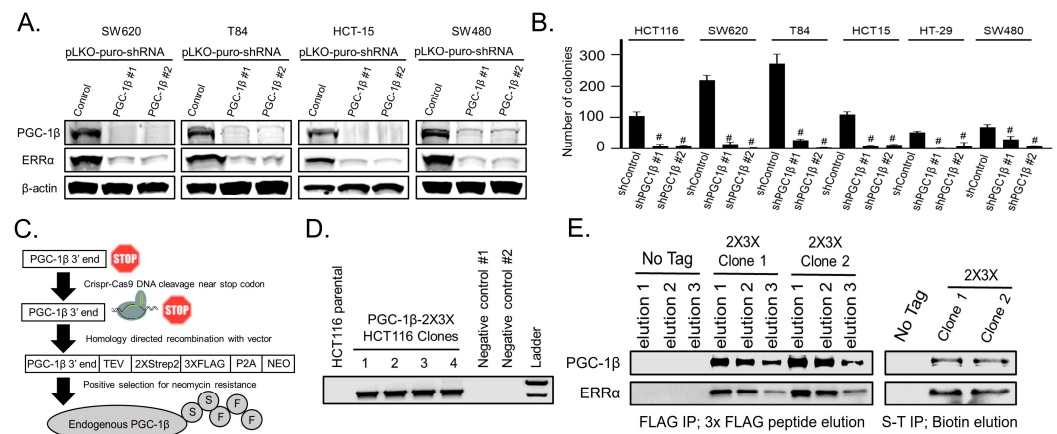 A.
SW620
T84
HCT-15
SW480
pLKO-puro-shRNA
pLKO-puro-shRNA
pLKO-puro-shRNA
pLKO-puro-shRNA
Control
PGC-1β #1
PGC-1β #2
Control
PGC-1β #1
PGC-1β #2
Control
PGC-1β #1
PGC-1β #2
Control
PGC-1β #1
PGC-1β #2
PGC-1β
ERRα
β-actin
B.
HCT116
SW620
T84
HCT15
HT-29
SW480
Number of colonies
300
200
100
0
# # # # # # # # # # # #
shControl
shPGC1β #1
shPGC1β #2
shControl
shPGC1β #1
shPGC1β #2
shControl
shPGC1β #1
shPGC1β #2
shControl
shPGC1β #1
shPGC1β #2
shControl
shPGC1β #1
shPGC1β #2
shControl
shPGC1β #1
shPGC1β #2
C.
PGC-1β 3' end
STOP
Crispr-Cas9 DNA cleavage near stop codon
PGC-1β 3' end
STOP
Homology directed recombination with vector
PGC-1β 3' end TEV 2XStrep2 3XFLAG P2A NEO
Positive selection for neomycin resistance
Endogenous PGC-1β
S S F F F
D.
HCT116 parental
PGC-1β-2X3X
HCT116 Clones
1 2 3 4
Negative control #1
Negative control #2
Ladder
E.
No Tag
2X3X
Clone 1
2X3X
Clone 2
elution 1
elution 2
elution 3
elution 1
elution 2
elution 3
elution 1
elution 2
elution 3
No Tag
2X3X
Clone 1
Clone 2
PGC-1β
ERRα
FLAG IP; 3x FLAG peptide elution
S-T IP; Biotin elution